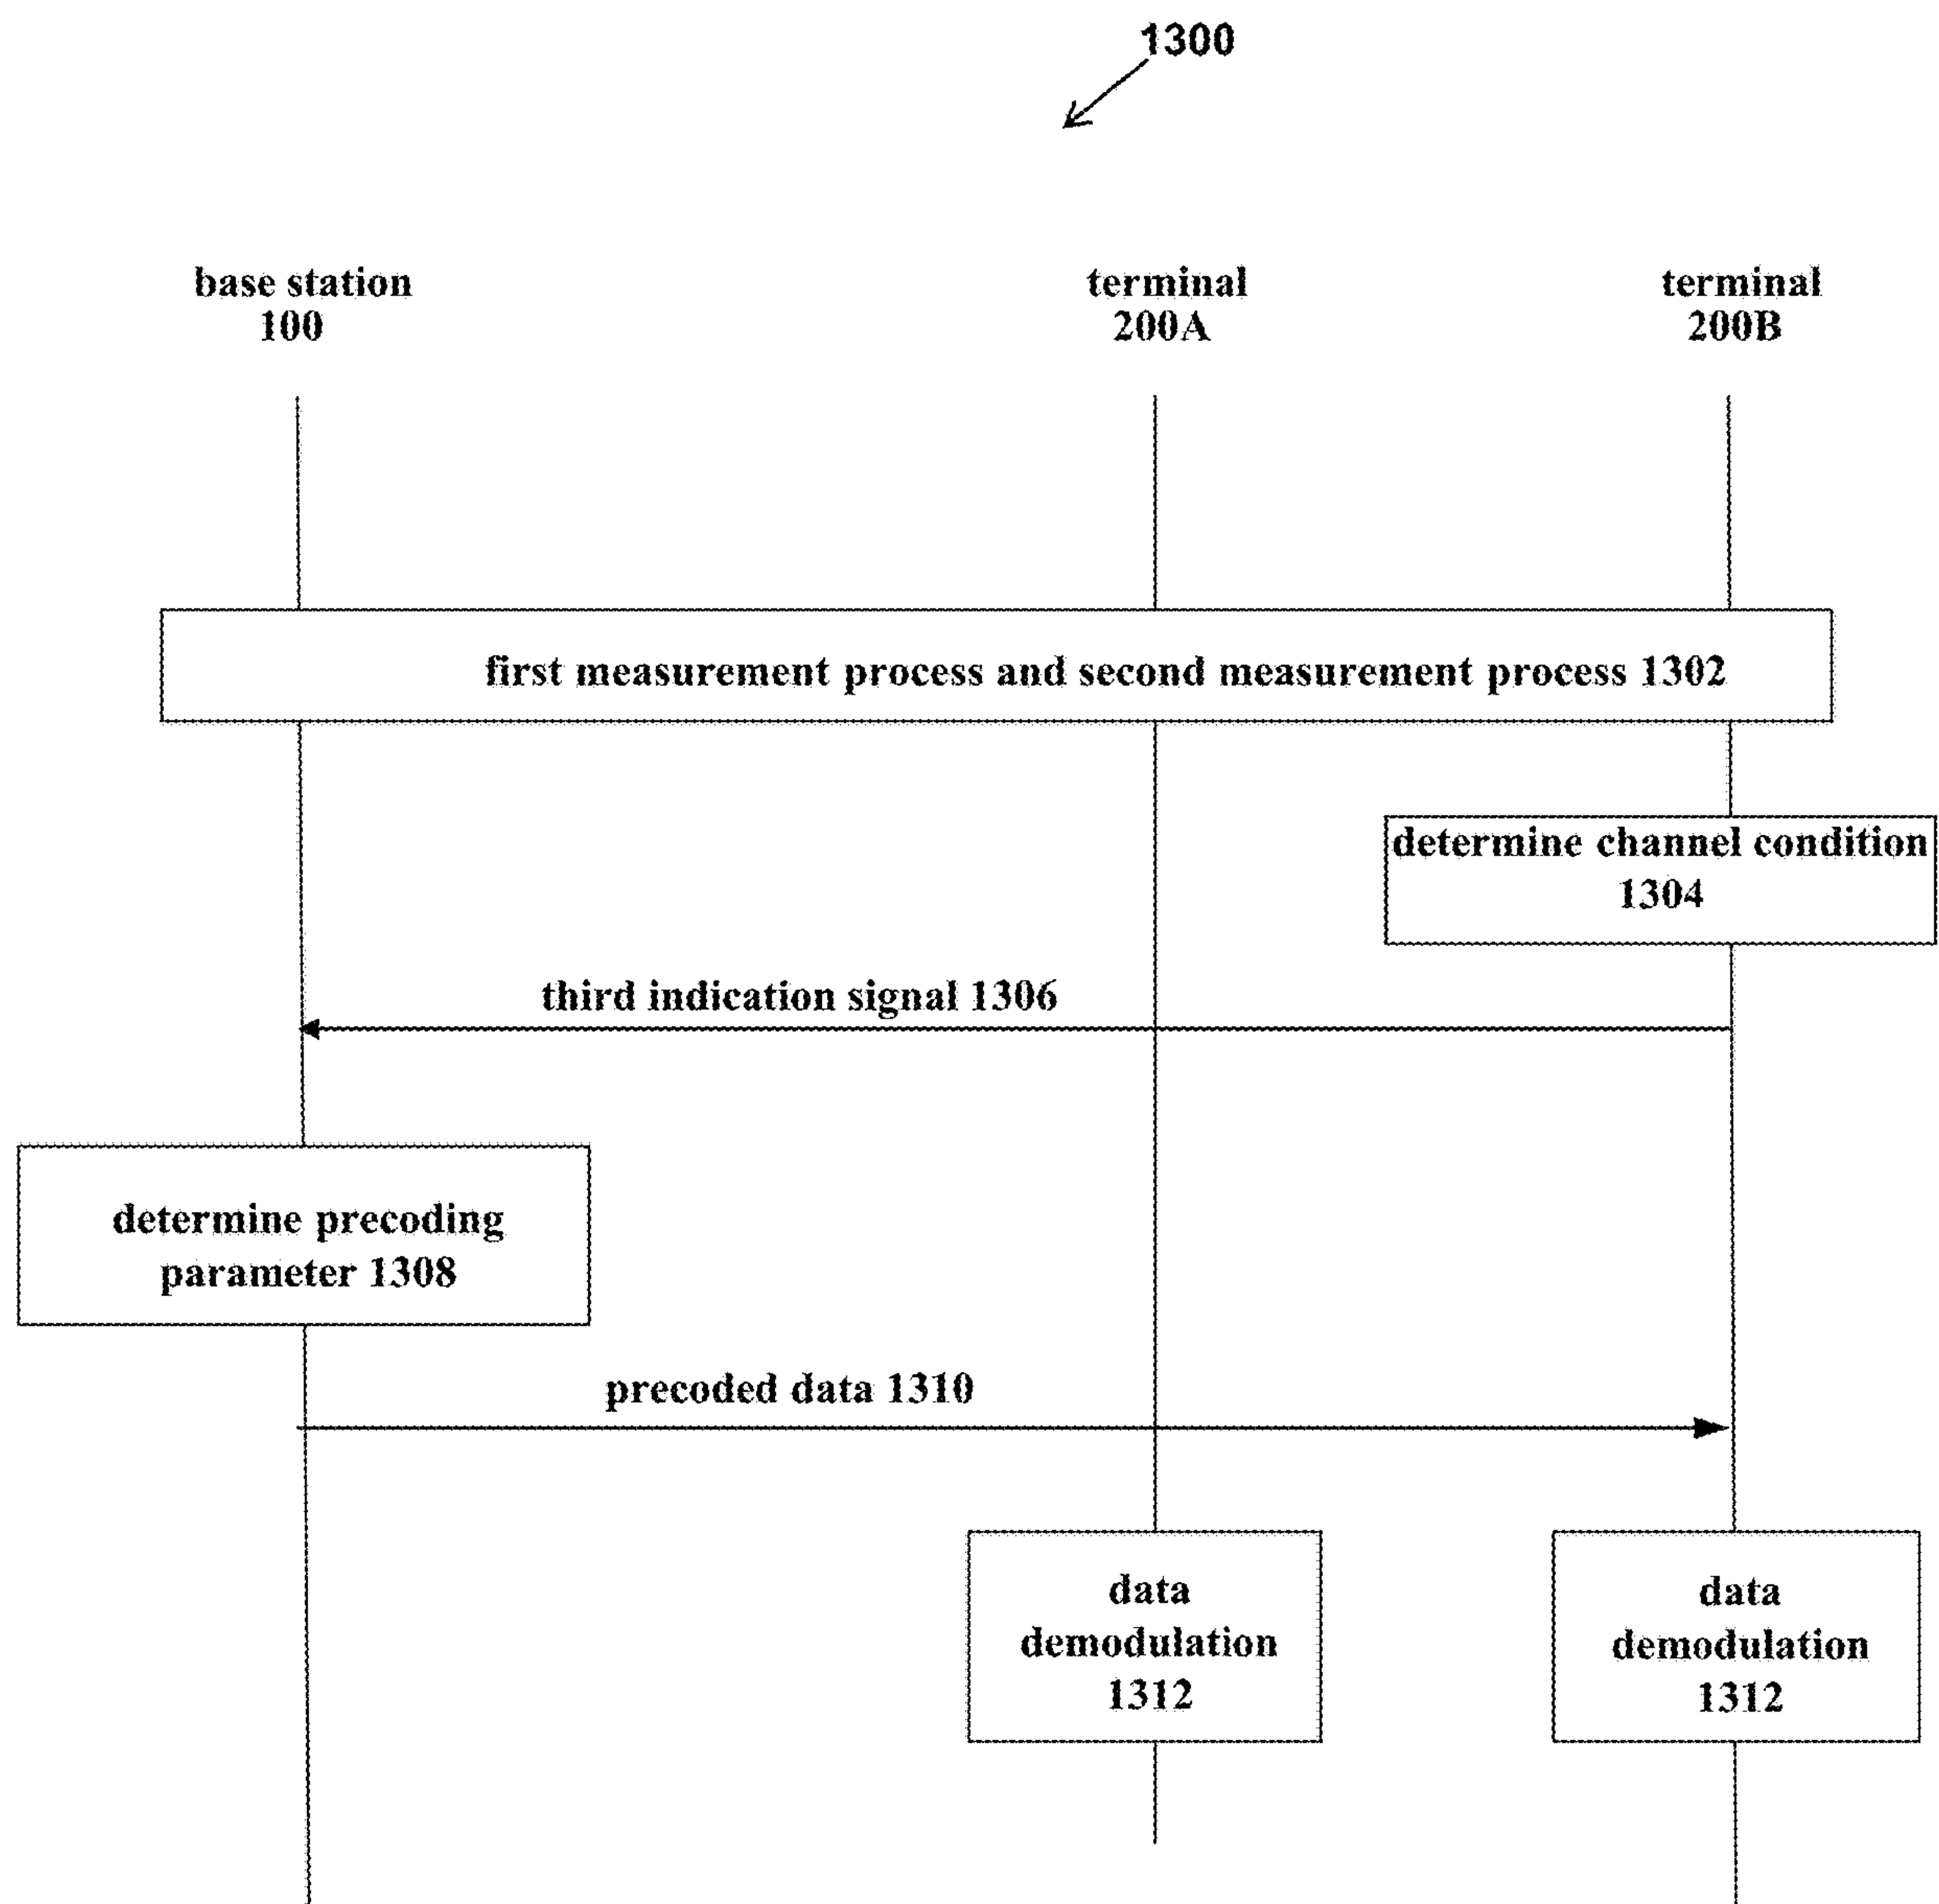 1300
base station
100
terminal
200A
terminal
200B
first measurement process and second measurement process 1302
determine channel condition
1304
third indication signal 1306
determine precoding
parameter 1308
precoded data 1310
data
demodulation
1312
data
demodulation
1312